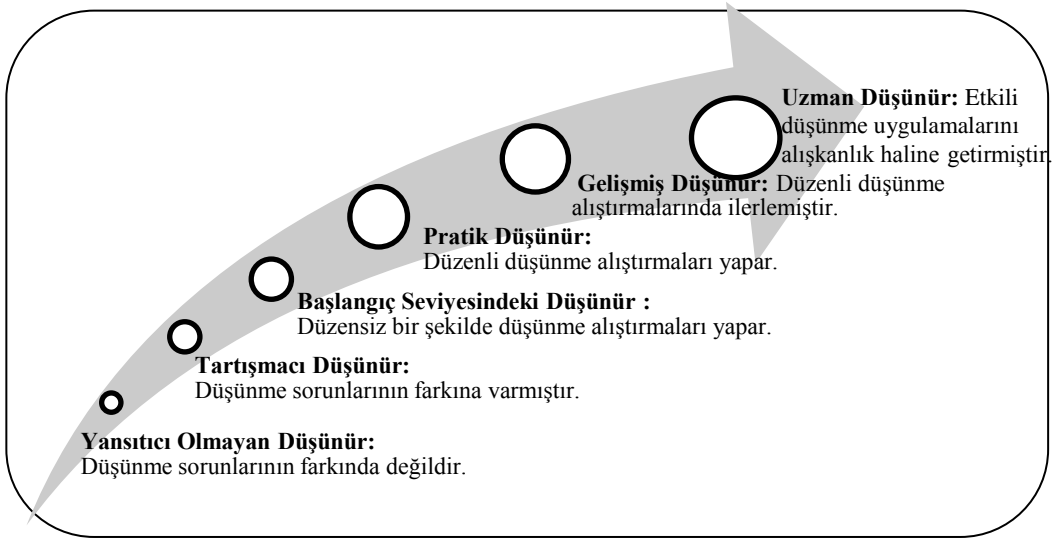 Uzman Düşünür: Etkili
düşünme uygulamalarını
alışkanlık haline getirmiştir.
Gelişmiş Düşünür: Düzenli düşünme
alıştırmalarında ilerlemiştir.
Pratik Düşünür:
Düzenli düşünme alıştırmaları yapar.
Başlangıç Seviyesindeki Düşünür :
Düzensiz bir şekilde düşünme alıştırmaları yapar.
Tartışmacı Düşünür:
Düşünme sorunlarının farkına varmıştır.
Yansıtıcı Olmayan Düşünür:
Düşünme sorunlarının farkında değildir.